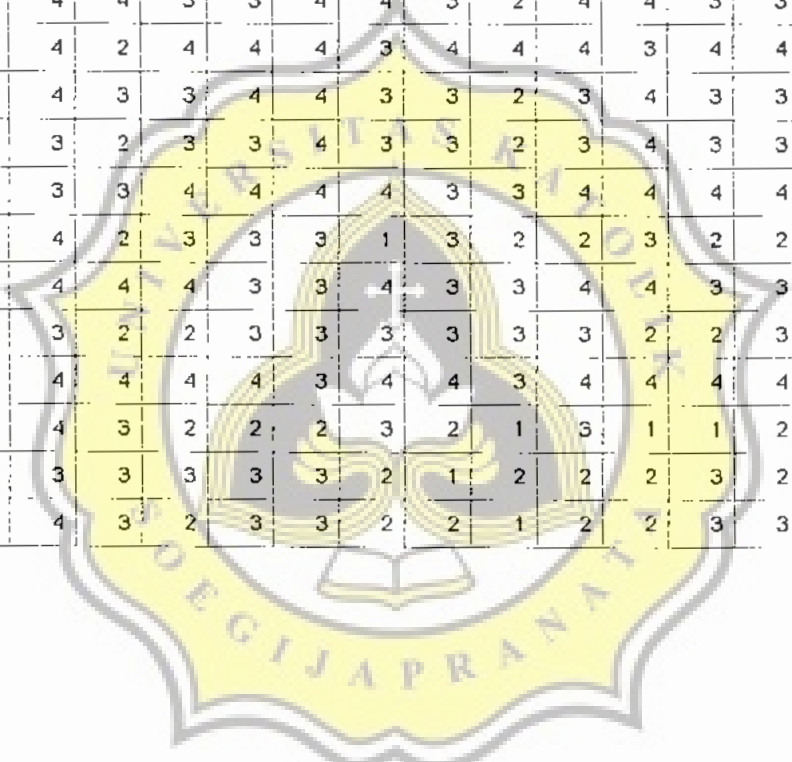 4 4 3 3 4 4 3 2 4 4 3 3
4 2 4 4 4 3 4 4 4 3 4 4
4 3 3 4 4 3 3 2 3 4 3 3
3 2 3 3 4 3 3 2 3 4 3 3
3 3 4 4 4 4 3 3 4 4 4 4
4 2 3 3 3 1 3 2 2 3 2 2
4 4 4 3 3 4 3 3 4 4 3 3
3 2 2 3 3 3 3 3 3 2 2 3
4 4 4 4 3 4 4 3 4 4 4 4
4 3 2 2 2 3 2 1 3 1 1 2
3 3 3 3 3 2 1 2 2 2 3 2
4 3 2 3 3 2 2 1 2 2 3 3
UNIVERSITAS KATOLIK
SOEGIJAPRANATA